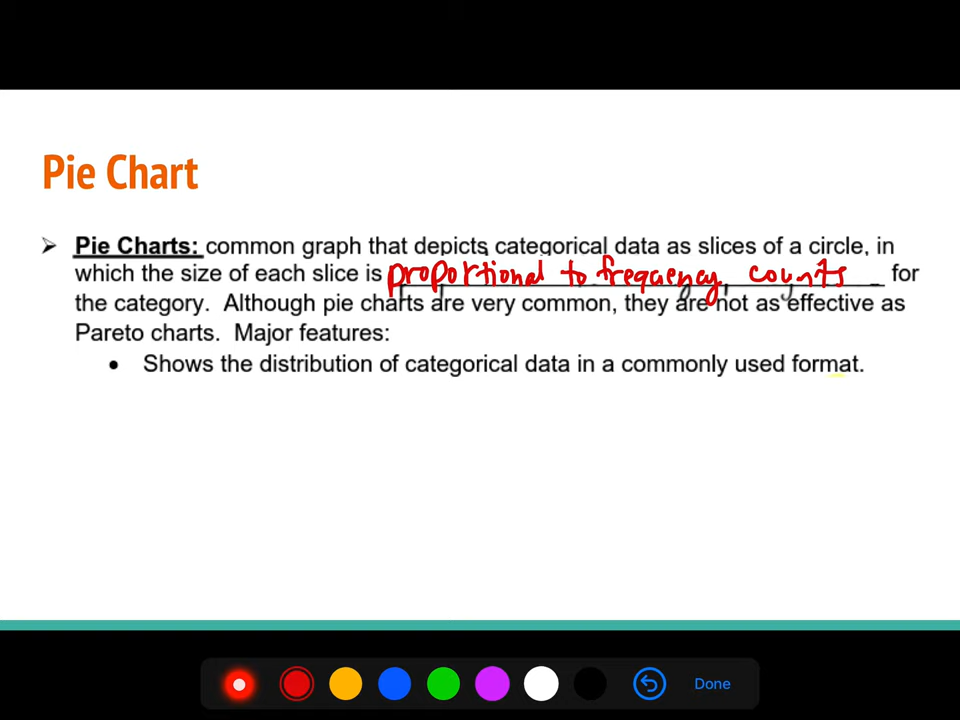 Pie Chart
➢ Pie Charts: common graph that depicts categorical data as slices of a circle, in
which the size of each slice is proportional to frequency counts for
the category. Although pie charts are very common, they are not as effective as
Pareto charts. Major features:
• Shows the distribution of categorical data in a commonly used format.
Done